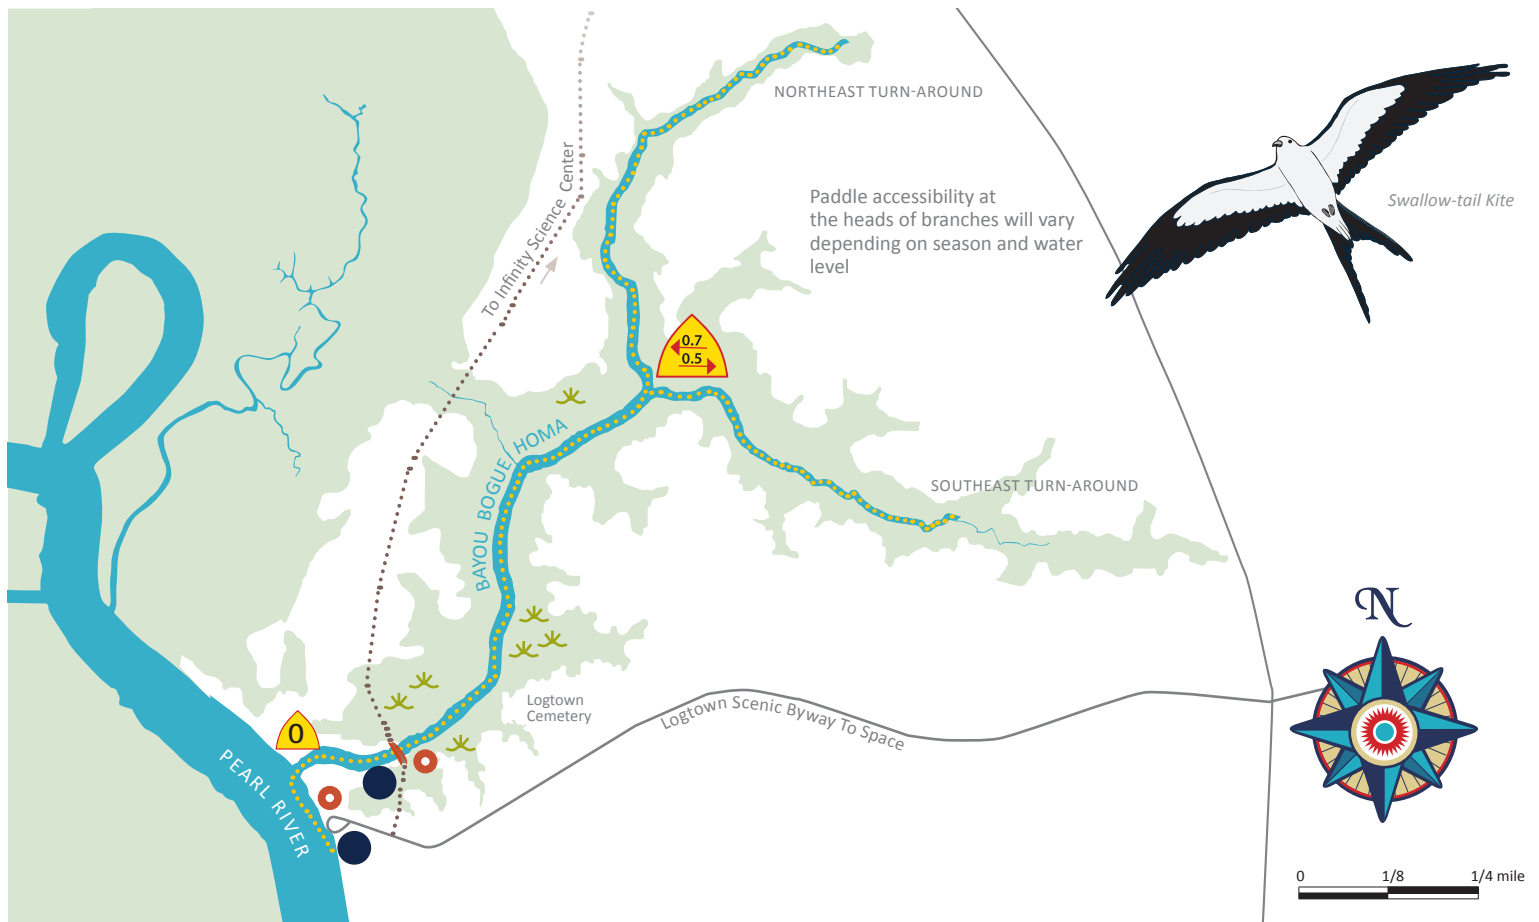 NORTHEAST TURN-AROUND
To Infinity Science Center
Paddle accessibility at
the heads of branches will vary
depending on season and water
level
Swallow-tail Kite
0.7
0.5
BAYOU BOGUE HOMA
SOUTHEAST TURN-AROUND
N
Logtown
Cemetery
Logtown Scenic Byway To Space
0
PEARL RIVER
0 1/8 1/4 mile